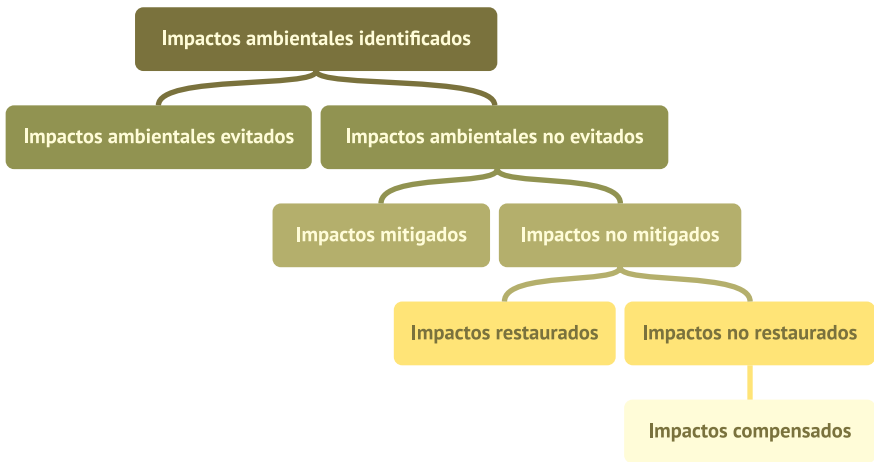 Impactos ambientales identificados
Impactos ambientales evitados
Impactos ambientales no evitados
Impactos mitigados
Impactos no mitigados
Impactos restaurados
Impactos no restaurados
Impactos compensados